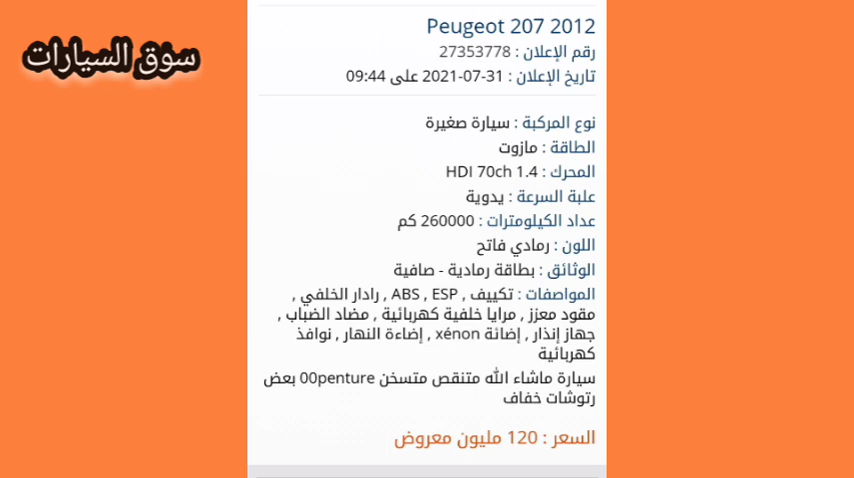 سوق السيارات
Peugeot 207 2012
رقم الإعلان : 27353778
تاريخ الإعلان : 31-07-2021 على 09:44
نوع المركبة : سيارة صغيرة
الطاقة : مازوت
المحرك : 1.4 HDI 70ch
علبة السرعة : يدوية
عداد الكيلومترات : 260000 كم
اللون : رمادي فاتح
الوثائق : بطاقة رمادية - صافية
المواصفات : تكييف , ABS , ESP , رادار الخلفي ,
مقود معزز , مرايا خلفية كهربائية , مضاد الضباب ,
جهاز إنذار , إضائة xénon , إضاءة النهار , نوافذ
كهربائية
سيارة ماشاء الله متنقص متسخن 00penture بعض
رتوشات خفاف
السعر : 120 مليون معروض